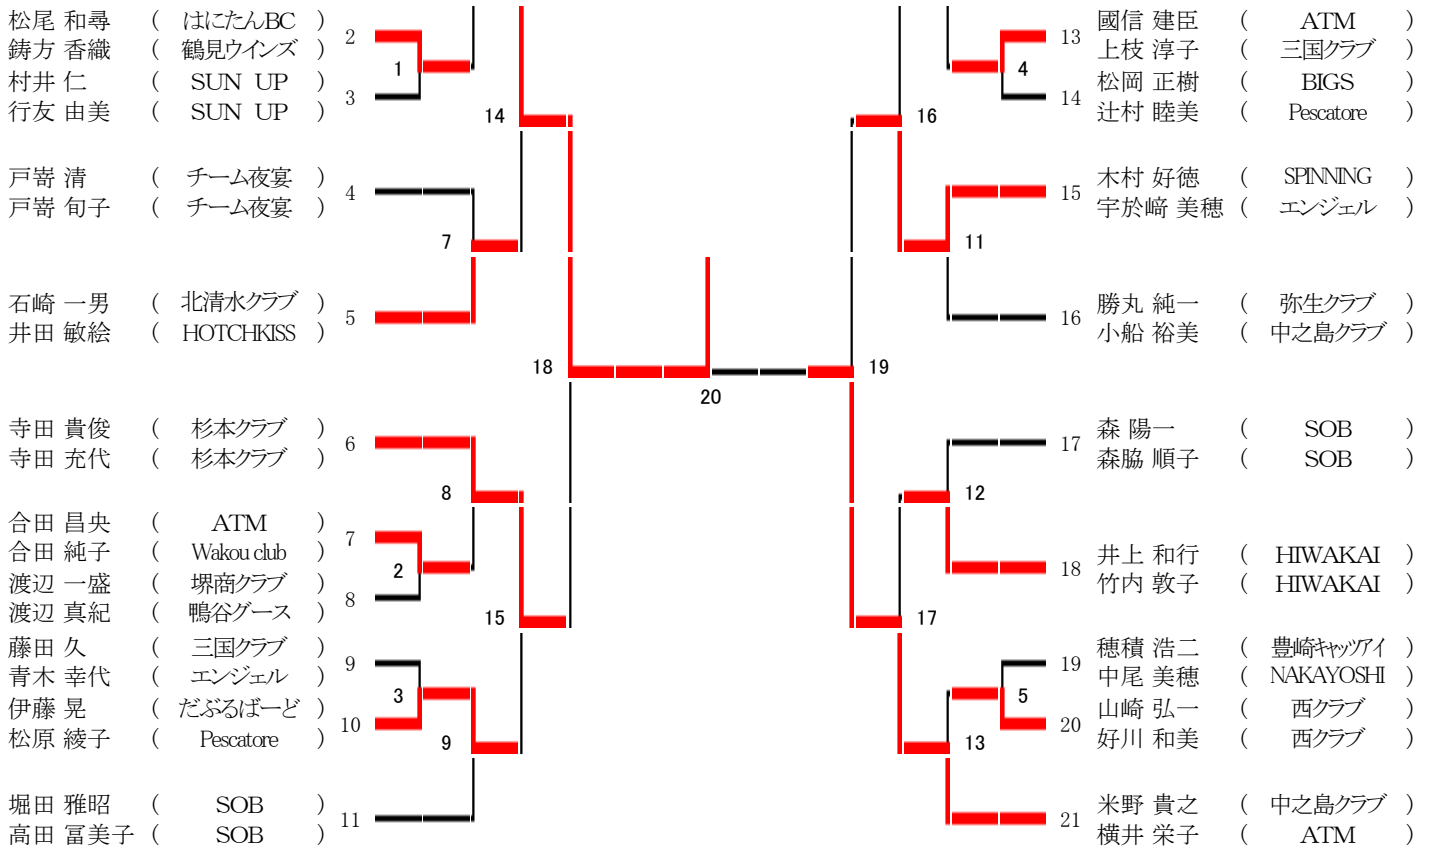 松尾 和尋 ( はにたんBC ) 2
鋳方 香織 ( 鶴見ウインズ )
1
村井 仁 ( SUN UP ) 3
行友 由美 ( SUN UP )
14
戸嵜 清 ( チーム夜宴 ) 4
戸嵜 旬子 ( チーム夜宴 )
7
石崎 一男 ( 北清水クラブ ) 5
井田 敏絵 ( HOTCHKISS )
18
寺田 貴俊 ( 杉本クラブ ) 6
寺田 充代 ( 杉本クラブ )
8
合田 昌央 ( ATM ) 7
合田 純子 ( Wakou club )
2
渡辺 一盛 ( 堺商クラブ ) 8
渡辺 真紀 ( 鴨谷グース )
15
藤田 久 ( 三国クラブ ) 9
青木 幸代 ( エンジェル )
3
伊藤 晃 ( だぶるばーど ) 10
松原 綾子 ( Pescatore )
9
堀田 雅昭 ( SOB ) 11
高田 冨美子 ( SOB )
20
13 國信 建臣 ( ATM )
上枝 淳子 ( 三国クラブ )
4
14 松岡 正樹 ( BIGS )
辻村 睦美 ( Pescatore )
16
15 木村 好徳 ( SPINNING )
宇於﨑 美穂 ( エンジェル )
11
16 勝丸 純一 ( 弥生クラブ )
小船 裕美 ( 中之島クラブ )
19
17 森 陽一 ( SOB )
森脇 順子 ( SOB )
12
18 井上 和行 ( HIWAKAI )
竹内 敦子 ( HIWAKAI )
17
19 穂積 浩二 ( 豊崎キャッツアイ )
中尾 美穂 ( NAKAYOSHI )
5
20 山崎 弘一 ( 西クラブ )
好川 和美 ( 西クラブ )
13
21 米野 貴之 ( 中之島クラブ )
横井 栄子 ( ATM )